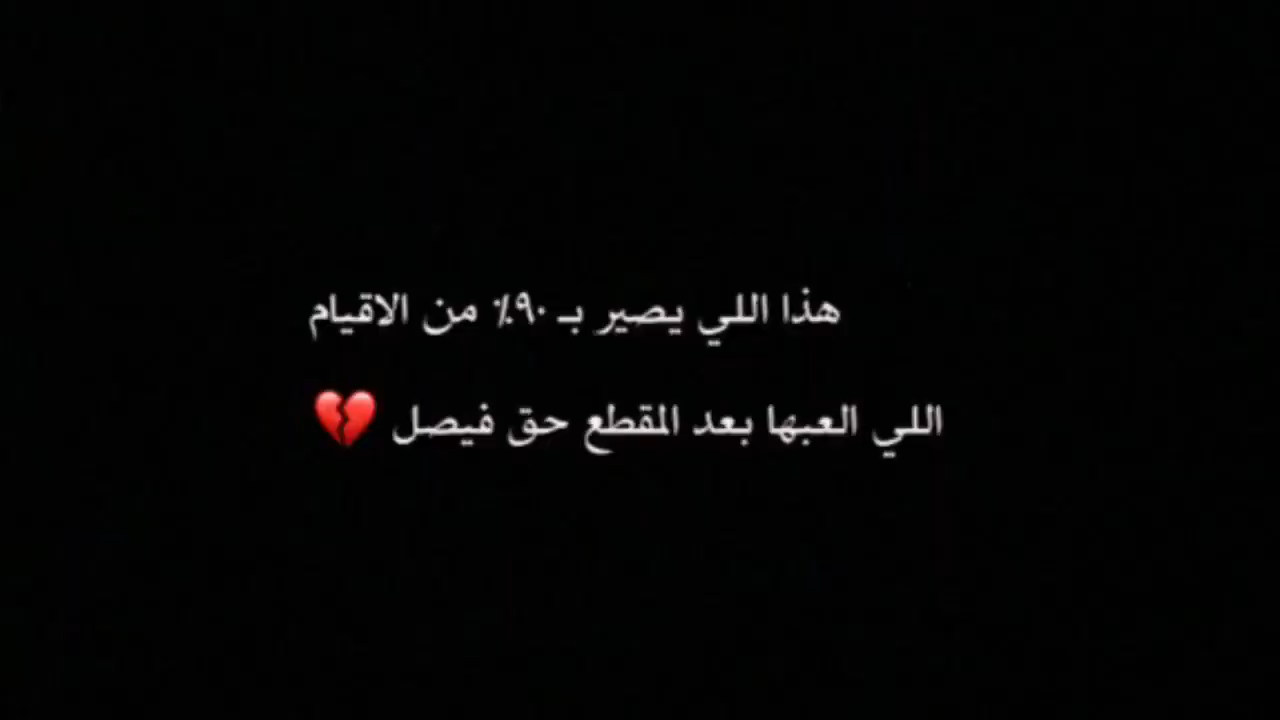 هذا اللي يصير بـ ٩٠٪ من الاقيام
اللي العبها بعد المقطع حق فيصل 💔